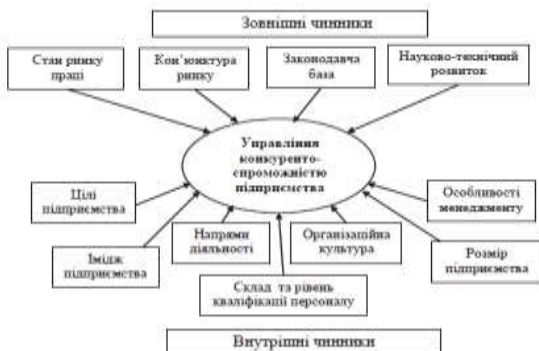 Зовнішні чинники
Стан ринку
праці
Кон'юнктура
ринку
Законодавча
база
Науково-технічний
розвиток
Управління
конкуренто-
спроможністю
підприємства
Цілі
підприємства
Імідж
підприємства
Напрями
діяльності
Склад та рівень
кваліфікації персоналу
Організаційна
культура
Особливості
менеджменту
Розмір
підприємства
Внутрішні чинники